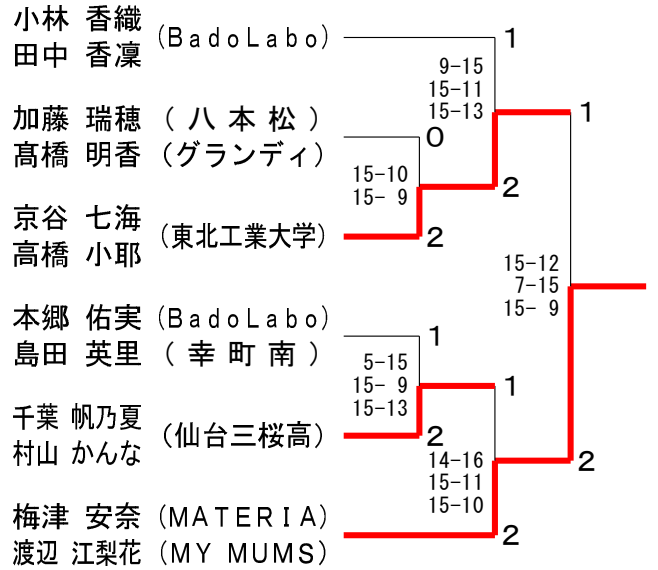 小林 香織 (BadoLabo)
田中 香凜
1
9-15
15-11
15-13
1
加藤 瑞穂 (八本松)
髙橋 明香 (グランディ)
0
15-10
15- 9
2
京谷 七海 (東北工業大学)
高橋 小耶
2
15-12
7-15
15- 9
本郷 佑実 (BadoLabo)
島田 英里 (幸町南)
1
5-15
15- 9
15-13
1
千葉 帆乃夏 (仙台三桜高)
村山 かんな
2
14-16
15-11
15-10
2
梅津 安奈 (MATERIA)
渡辺 江梨花 (MY MUMS)
2